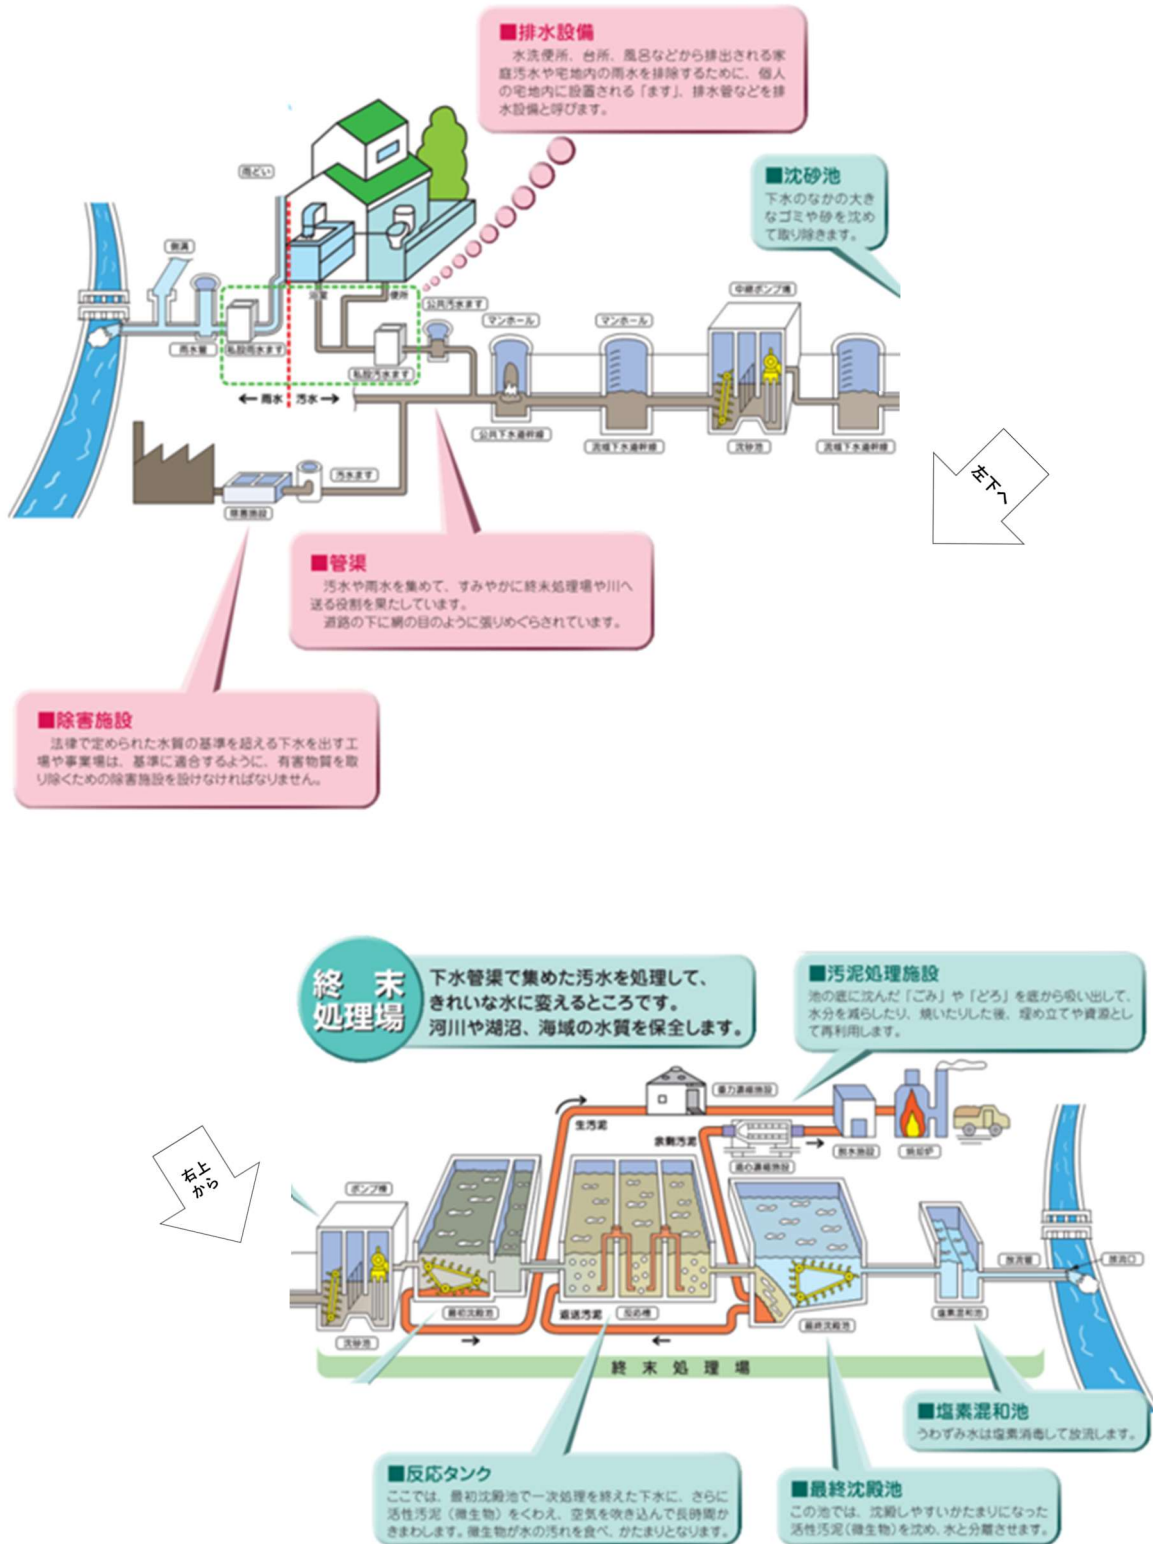 ■排水設備
水洗便所、台所、風呂などから排出される家
庭汚水や宅地内の雨水を排除するために、個人
の宅地内に設置される「ます」、排水管などを排
水設備と呼びます。
■沈砂池
下水のなかの大き
なゴミや砂を沈め
て取り除きます。
雨どい
側溝
雨水管
私設雨水ます
浴室
便所
公共汚水ます
私設汚水ます
←雨水
汚水→
マンホール
マンホール
中継ポンプ場
公共下水道幹線
流域下水道幹線
沈砂池
流域下水道幹線
汚水ます
除害施設
左下へ
■管渠
汚水や雨水を集めて、すみやかに終末処理場や川へ
送る役割を果たしています。
道路の下に網の目のように張りめぐらされています。
■除害施設
法律で定められた水質の基準を超える下水を出す工
場や事業場は、基準に適合するように、有害物質を取
り除くための除害施設を設けなければなりません。
終末
処理場
下水管渠で集めた汚水を処理して、
きれいな水に変えるところです。
河川や湖沼、海域の水質を保全します。
■汚泥処理施設
池の底に沈んだ「ごみ」や「どろ」を底から吸い出して、
水分を減らしたり、焼いたりした後、埋め立てや資源とし
て再利用します。
右上
から
生汚泥
重力濃縮施設
余剰汚泥
遠心濃縮施設
脱水施設
焼却炉
ポンプ場
沈砂池
最初沈殿池
返送汚泥
反応槽
最終沈殿池
塩素混和池
放流管
放流口
終末処理場
■塩素混和池
うわずみ水は塩素消毒して放流します。
■反応タンク
ここでは、最初沈殿池で一次処理を終えた下水に、さらに
活性汚泥（微生物）をくわえ、空気を吹き込んで長時間か
きまわします。微生物が水の汚れを食べ、かたまりとなります。
■最終沈殿池
この池では、沈殿しやすいかたまりになった
活性汚泥（微生物）を沈め、水と分離させます。